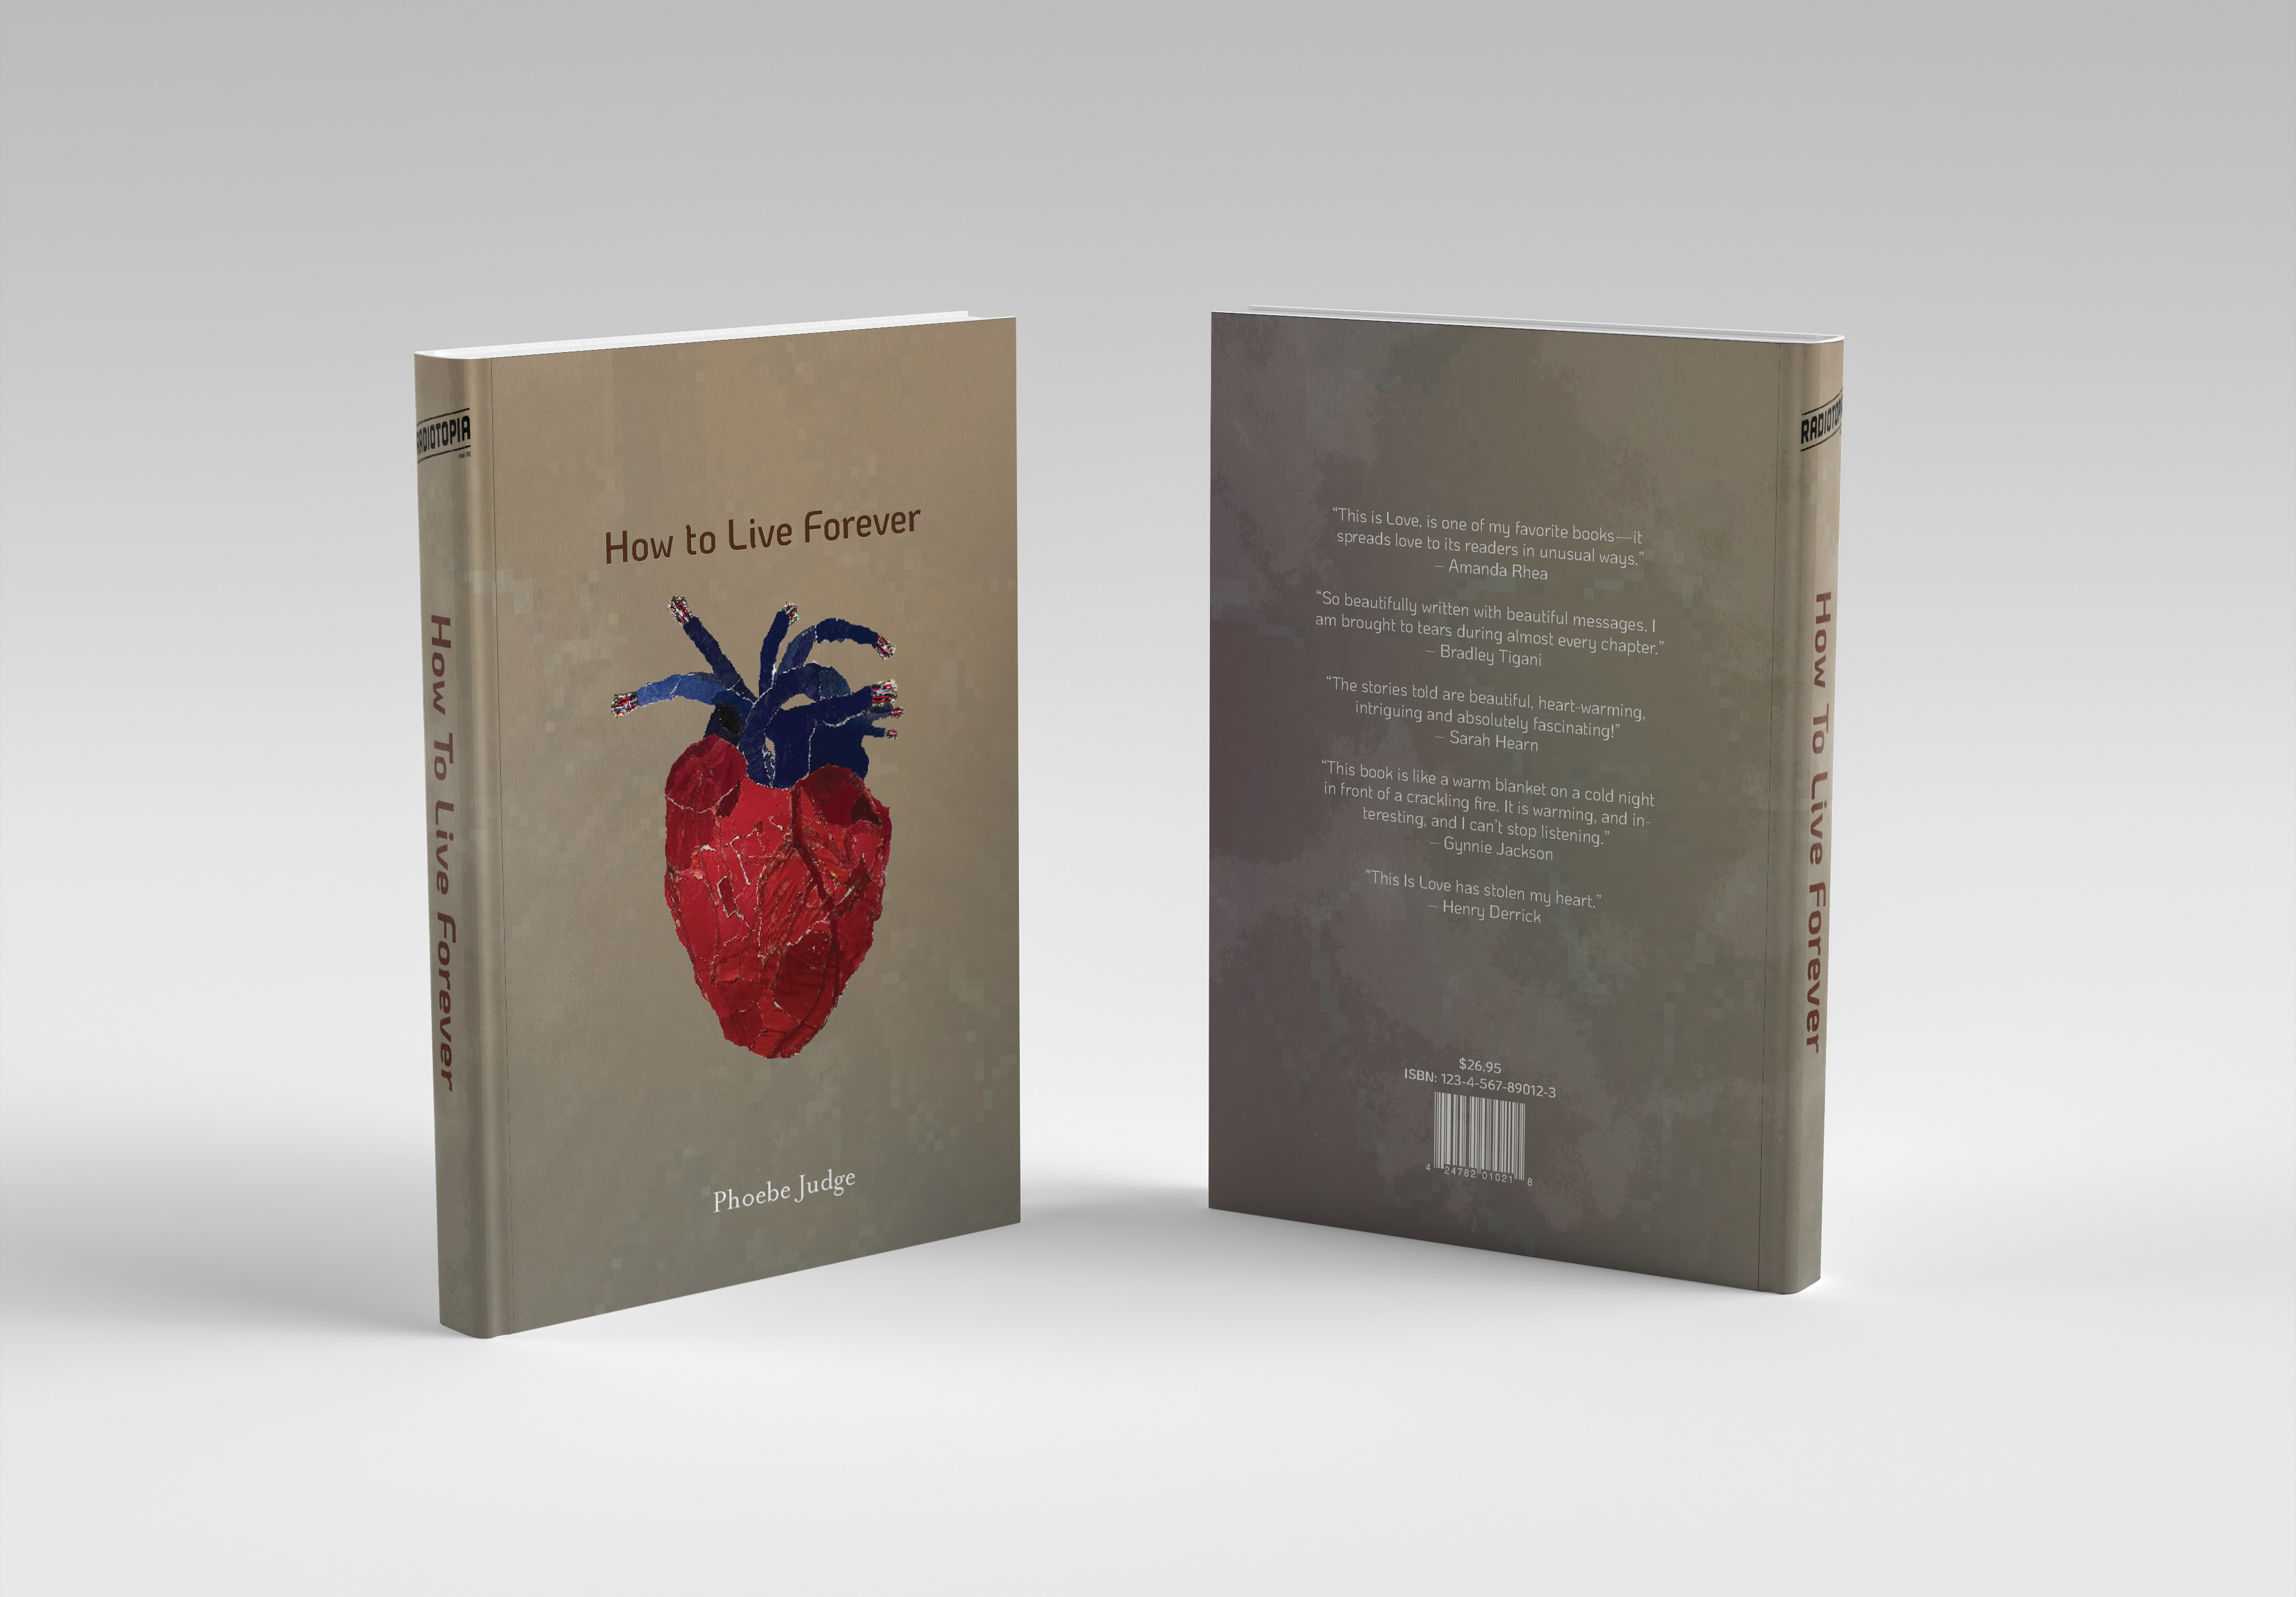 RADIOTOPIA
How To Live Forever
How to Live Forever
Phoebe Judge
“This is Love, is one of my favorite books—it
spreads love to its readers in unusual ways.”
– Amanda Rhea
“So beautifully written with beautiful messages. I
am brought to tears during almost every chapter.”
– Bradley Tigani
“The stories told are beautiful, heart-warming,
intriguing and absolutely fascinating!”
– Sarah Hearn
“This book is like a warm blanket on a cold night
in front of a crackling fire. It is warming, and in-
teresting, and I can’t stop listening.”
– Gynnie Jackson
“This Is Love has stolen my heart.”
– Henry Derrick
$26.95
ISBN: 123-4-567-89012-3
4 24782 01021 8
RADIOTOPIA
How To Live Forever